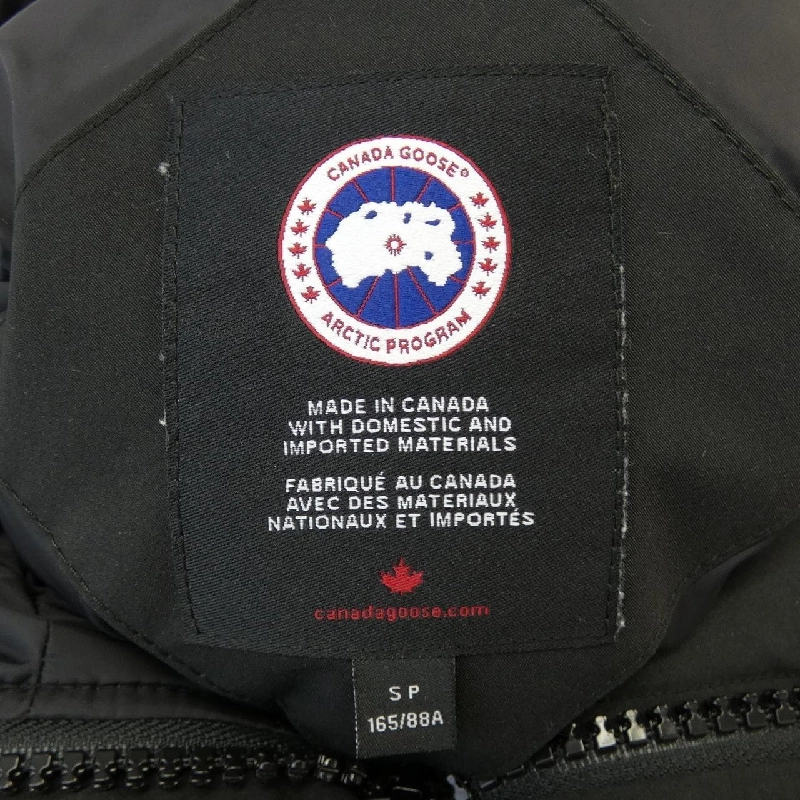 CANADA GOOSE®
ARCTIC PROGRAM
MADE IN CANADA
WITH DOMESTIC AND
IMPORTED MATERIALS
FABRIQUÉ AU CANADA
AVEC DES MATERIAUX
NATIONAUX ET IMPORTÉS
canadagoose.com
S P
165/88A